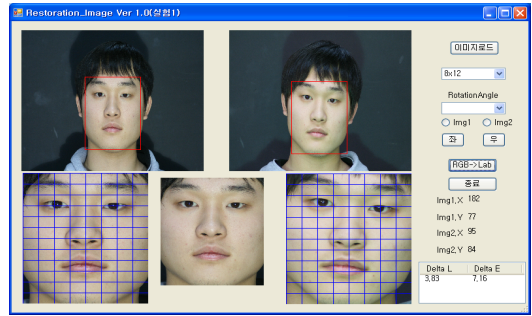 Restoration_Image Ver 1.0(실험1)
이미지로드
8x12
RotationAngle
Img1 Img2
좌 우
RGB->Lab
종료
Img1,X 182
Img1,Y 77
Img2,X 95
Img2,Y 84
Delta L Delta E
3,83 7,16